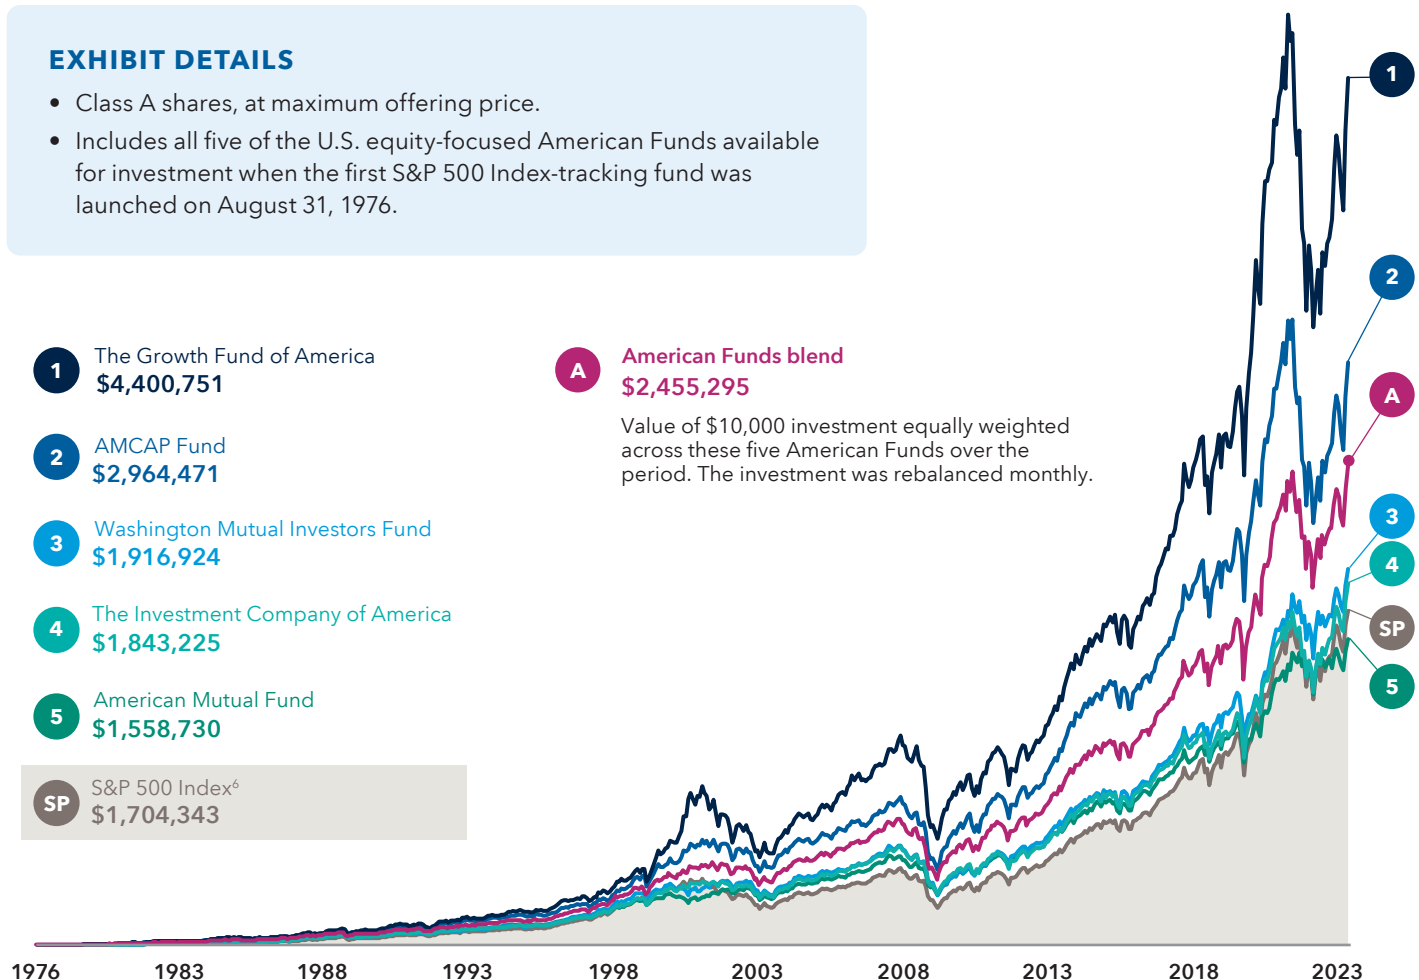 EXHIBIT DETAILS
• Class A shares, at maximum offering price.
• Includes all five of the U.S. equity-focused American Funds available
for investment when the first S&P 500 Index-tracking fund was
launched on August 31, 1976.
1
The Growth Fund of America
$4,400,751
2
AMCAP Fund
$2,964,471
3
Washington Mutual Investors Fund
$1,916,924
4
The Investment Company of America
$1,843,225
5
American Mutual Fund
$1,558,730
SP
S&P 500 Index⁶
$1,704,343
A
American Funds blend
$2,455,295
Value of $10,000 investment equally weighted
across these five American Funds over the
period. The investment was rebalanced monthly.
1
2
A
3
4
SP
5
1976 1983 1988 1993 1998 2003 2008 2013 2018 2023